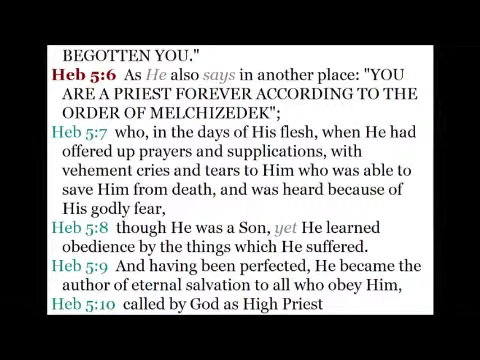 BEGOTTEN YOU."
Heb 5:6 As He also says in another place: "YOU
ARE A PRIEST FOREVER ACCORDING TO THE
ORDER OF MELCHIZEDEK";
Heb 5:7 who, in the days of His flesh, when He had
offered up prayers and supplications, with
vehement cries and tears to Him who was able to
save Him from death, and was heard because of
His godly fear,
Heb 5:8 though He was a Son, yet He learned
obedience by the things which He suffered.
Heb 5:9 And having been perfected, He became the
author of eternal salvation to all who obey Him,
Heb 5:10 called by God as High Priest